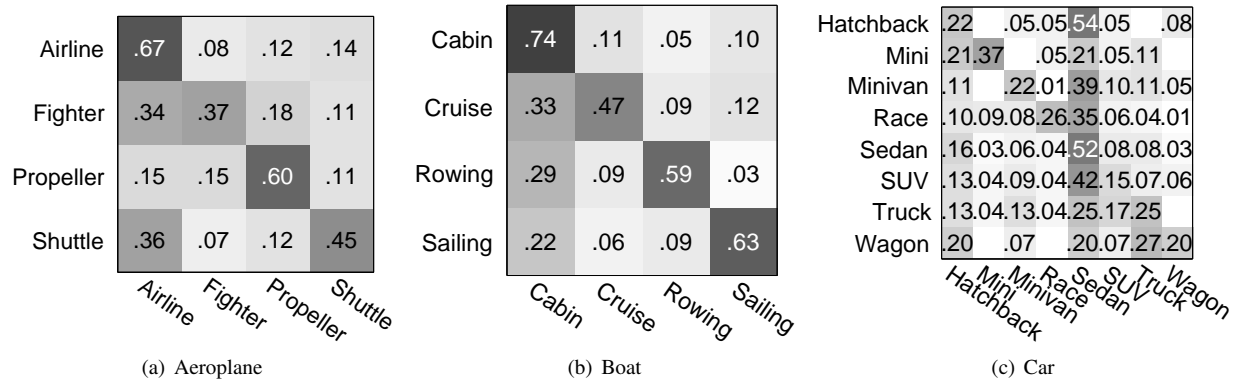 Airline .67 .08 .12 .14
Fighter .34 .37 .18 .11
Propeller .15 .15 .60 .11
Shuttle .36 .07 .12 .45
Airline Fighter Propeller Shuttle
(a) Aeroplane
Cabin .74 .11 .05 .10
Cruise .33 .47 .09 .12
Rowing .29 .09 .59 .03
Sailing .22 .06 .09 .63
Cabin Cruise Rowing Sailing
(b) Boat
Hatchback .22 .05 .05 .54 .05 .08
Mini .21 .37 .05 .21 .05 .11
Minivan .11 .22 .01 .39 .10 .11 .05
Race .10 .09 .08 .26 .35 .06 .04 .01
Sedan .16 .03 .06 .04 .52 .08 .08 .03
SUV .13 .04 .09 .04 .42 .15 .07 .06
Truck .13 .04 .13 .04 .25 .17 .25
Wagon .20 .07 .20 .07 .27 .20
Hatchback Mini Minivan Race Sedan SUV Truck Wagon
(c) Car